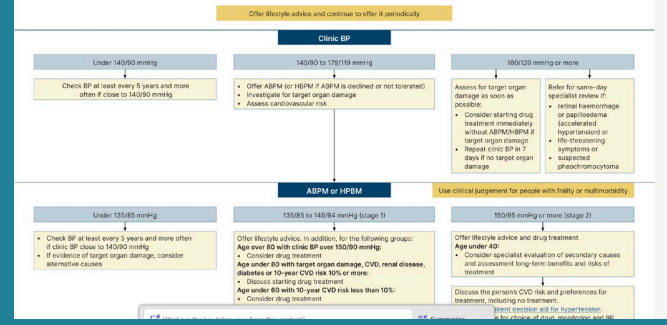 Offer lifestyle advice and continue to offer it periodically
Clinic BP
Under 140/90 mmHg
Check BP at least every 5 years and more
often if close to 140/90 mmHg
140/90 to 179/119 mmHg
• Offer ABPM (or HBPM if ABPM is declined or not tolerated)
• Investigate for target organ damage
• Assess cardiovascular risk
180/120 mmHg or more
Assess for target organ
damage as soon as
possible:
• Consider starting drug
treatment immediately
without ABPM/HBPM if
target organ damage
• Repeat clinic BP in 7
days if no target organ
damage
Refer for same-day
specialist review if:
• retinal haemorrhage
or papilloedema
(accelerated
hypertension) or
• life-threatening
symptoms or
• suspected
pheochromocytoma
ABPM or HPBM
Use clinical judgement for people with frailty or multimorbidity
Under 135/85 mmHg
• Check BP at least every 5 years and more often
if clinic BP close to 140/90 mmHg
• If evidence of target organ damage, consider
alternative causes
135/85 to 149/94 mmHg (stage 1)
Offer lifestyle advice. In addition, for the following groups:
Age over 80 with clinic BP over 150/90 mmHg:
• Consider drug treatment
Age under 80 with target organ damage, CVD, renal disease,
diabetes or 10-year CVD risk 10% or more:
• Discuss starting drug treatment
Age under 60 with 10-year CVD risk less than 10%:
• Consider drug treatment
150/95 mmHg or more (stage 2)
Offer lifestyle advice and drug treatment
Age under 40:
• Consider specialist evaluation of secondary causes
and assessment long-term benefits and risks of
treatment
Discuss the person's CVD risk and preferences for
treatment, including no treatment.
patient decision aid for hypertension.
for choice of drug, monitoring and BP